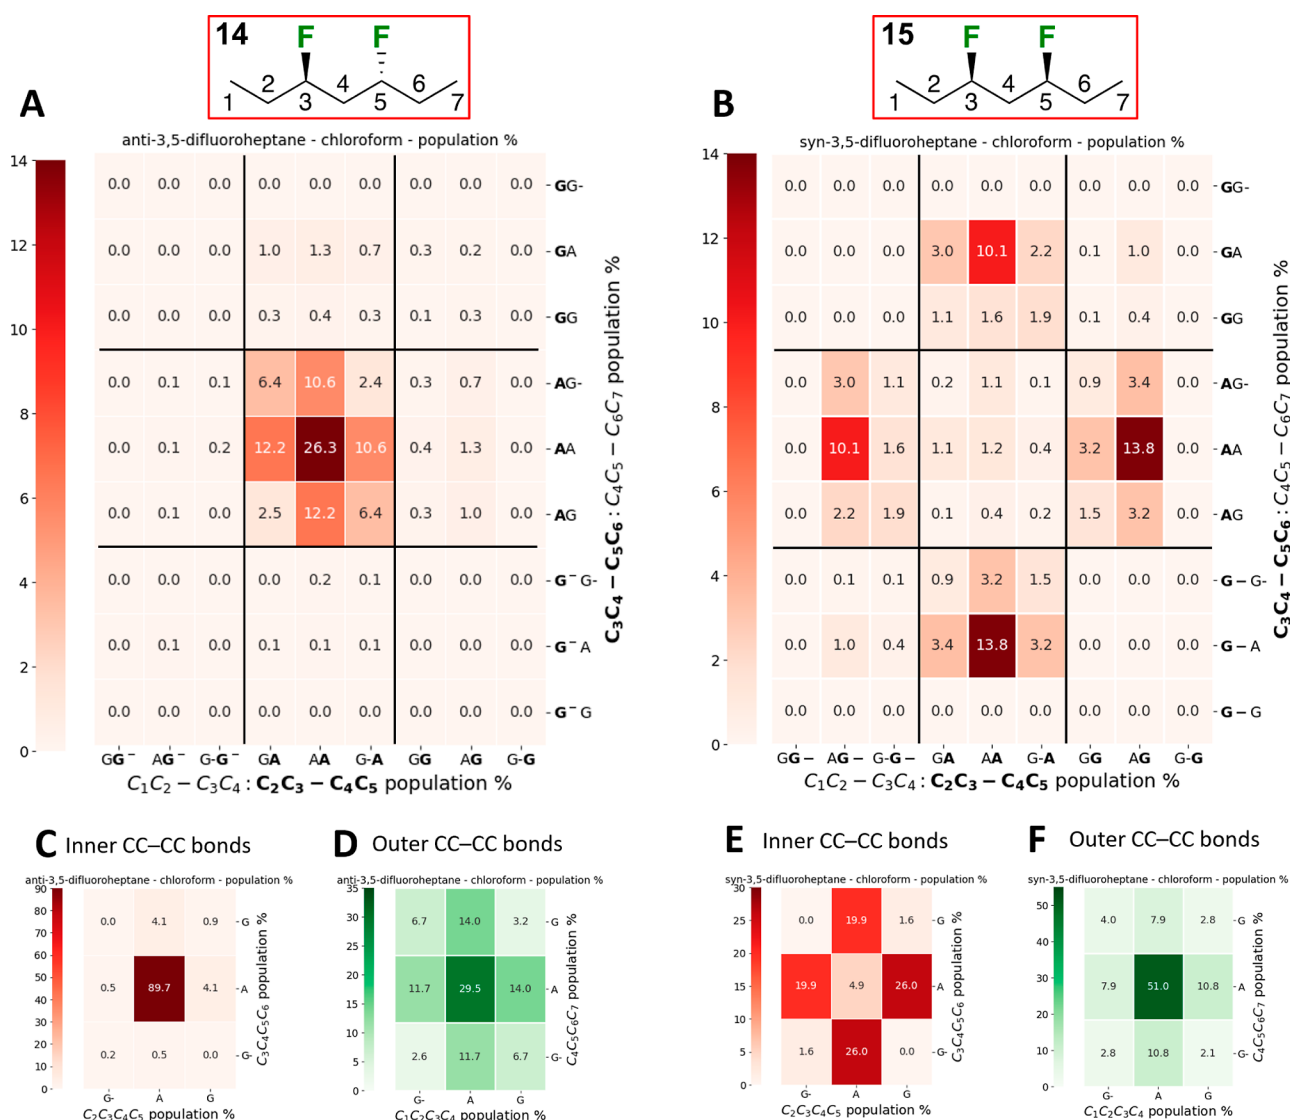 14
F F
2 4 6
1 3 5 7
15
F F
2 4 6
1 3 5 7
A
anti-3,5-difluoroheptane - chloroform - population %
14
12
10
8
6
4
2
0
0.0 0.0 0.0 0.0 0.0 0.0 0.0 0.0 0.0 GG-
0.0 0.0 0.0 1.0 1.3 0.7 0.3 0.2 0.0 GA
0.0 0.0 0.0 0.3 0.4 0.3 0.1 0.3 0.0 GG
0.0 0.1 0.1 6.4 10.6 2.4 0.3 0.7 0.0 AG-
0.0 0.1 0.2 12.2 26.3 10.6 0.4 1.3 0.0 AA
0.0 0.1 0.0 2.5 12.2 6.4 0.3 1.0 0.0 AG
0.0 0.0 0.0 0.0 0.2 0.1 0.0 0.0 0.0 G⁻G-
0.0 0.1 0.0 0.1 0.1 0.1 0.0 0.0 0.0 G⁻A
0.0 0.0 0.0 0.0 0.0 0.0 0.0 0.0 0.0 G⁻G
GG⁻ AG⁻ G-G⁻ GA AA G-A GG AG G-G
C₁C₂ − C₃C₄ : C₂C₃ − C₄C₅ population %
C₃C₄ − C₅C₆ : C₄C₅ − C₆C₇ population %
B
syn-3,5-difluoroheptane - chloroform - population %
14
12
10
8
6
4
2
0
0.0 0.0 0.0 0.0 0.0 0.0 0.0 0.0 0.0 GG-
0.0 0.0 0.0 3.0 10.1 2.2 0.1 1.0 0.0 GA
0.0 0.0 0.0 1.1 1.6 1.9 0.1 0.4 0.0 GG
0.0 3.0 1.1 0.2 1.1 0.1 0.9 3.4 0.0 AG-
0.0 10.1 1.6 1.1 1.2 0.4 3.2 13.8 0.0 AA
0.0 2.2 1.9 0.1 0.4 0.2 1.5 3.2 0.0 AG
0.0 0.1 0.1 0.9 3.2 1.5 0.0 0.0 0.0 G−G-
0.0 1.0 0.4 3.4 13.8 3.2 0.0 0.0 0.0 G−A
0.0 0.0 0.0 0.0 0.0 0.0 0.0 0.0 0.0 G−G
GG− AG− G-G− GA AA G-A GG AG G-G
C₁C₂ − C₃C₄ : C₂C₃ − C₄C₅ population %
C₃C₄ − C₅C₆ : C₄C₅ − C₆C₇ population %
C Inner CC–CC bonds
anti-3,5-difluoroheptane - chloroform - population %
90
80
70
60
50
40
30
20
10
0
0.0 4.1 0.9 G
0.5 89.7 4.1 A
0.2 0.5 0.0 G-
G- A G
C₂C₃C₄C₅ population %
C₃C₄C₅C₆ population %
D Outer CC–CC bonds
anti-3,5-difluoroheptane - chloroform - population %
35
30
25
20
15
10
5
0
6.7 14.0 3.2 G
11.7 29.5 14.0 A
2.6 11.7 6.7 G-
G- A G
C₁C₂C₃C₄ population %
C₄C₅C₆C₇ population %
E Inner CC–CC bonds
syn-3,5-difluoroheptane - chloroform - population %
30
25
20
15
10
5
0
0.0 19.9 1.6 G
19.9 4.9 26.0 A
1.6 26.0 0.0 G-
G- A G
C₂C₃C₄C₅ population %
C₃C₄C₅C₆ population %
F Outer CC–CC bonds
syn-3,5-difluoroheptane - chloroform - population %
50
40
30
20
10
0
4.0 7.9 2.8 G
7.9 51.0 10.8 A
2.8 10.8 2.1 G-
G- A G
C₁C₂C₃C₄ population %
C₄C₅C₆C₇ population %